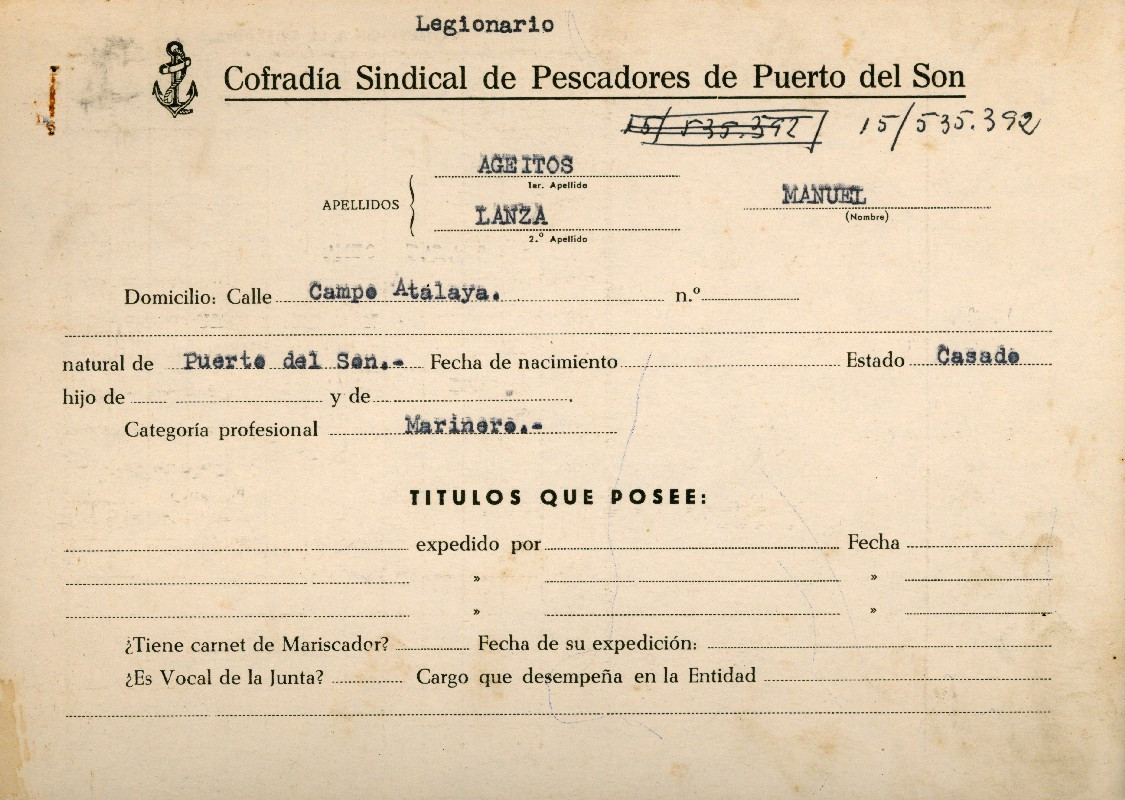 Legionario
Cofradía Sindical de Pescadores de Puerto del Son
15/535.392 15/535.392
AGEITOS
1er. Apellido
APELLIDOS
MANUEL
(Nombre)
LANZA
2.º Apellido
Domicilio: Calle Campo Atálaya. n.º
natural de Puerto del Son.- Fecha de nacimiento Estado Casado
hijo de y de .
Categoría profesional Marinero.-
TITULOS QUE POSEE:
expedido por Fecha
» »
» »
¿Tiene carnet de Mariscador? Fecha de su expedición:
¿Es Vocal de la Junta? Cargo que desempeña en la Entidad